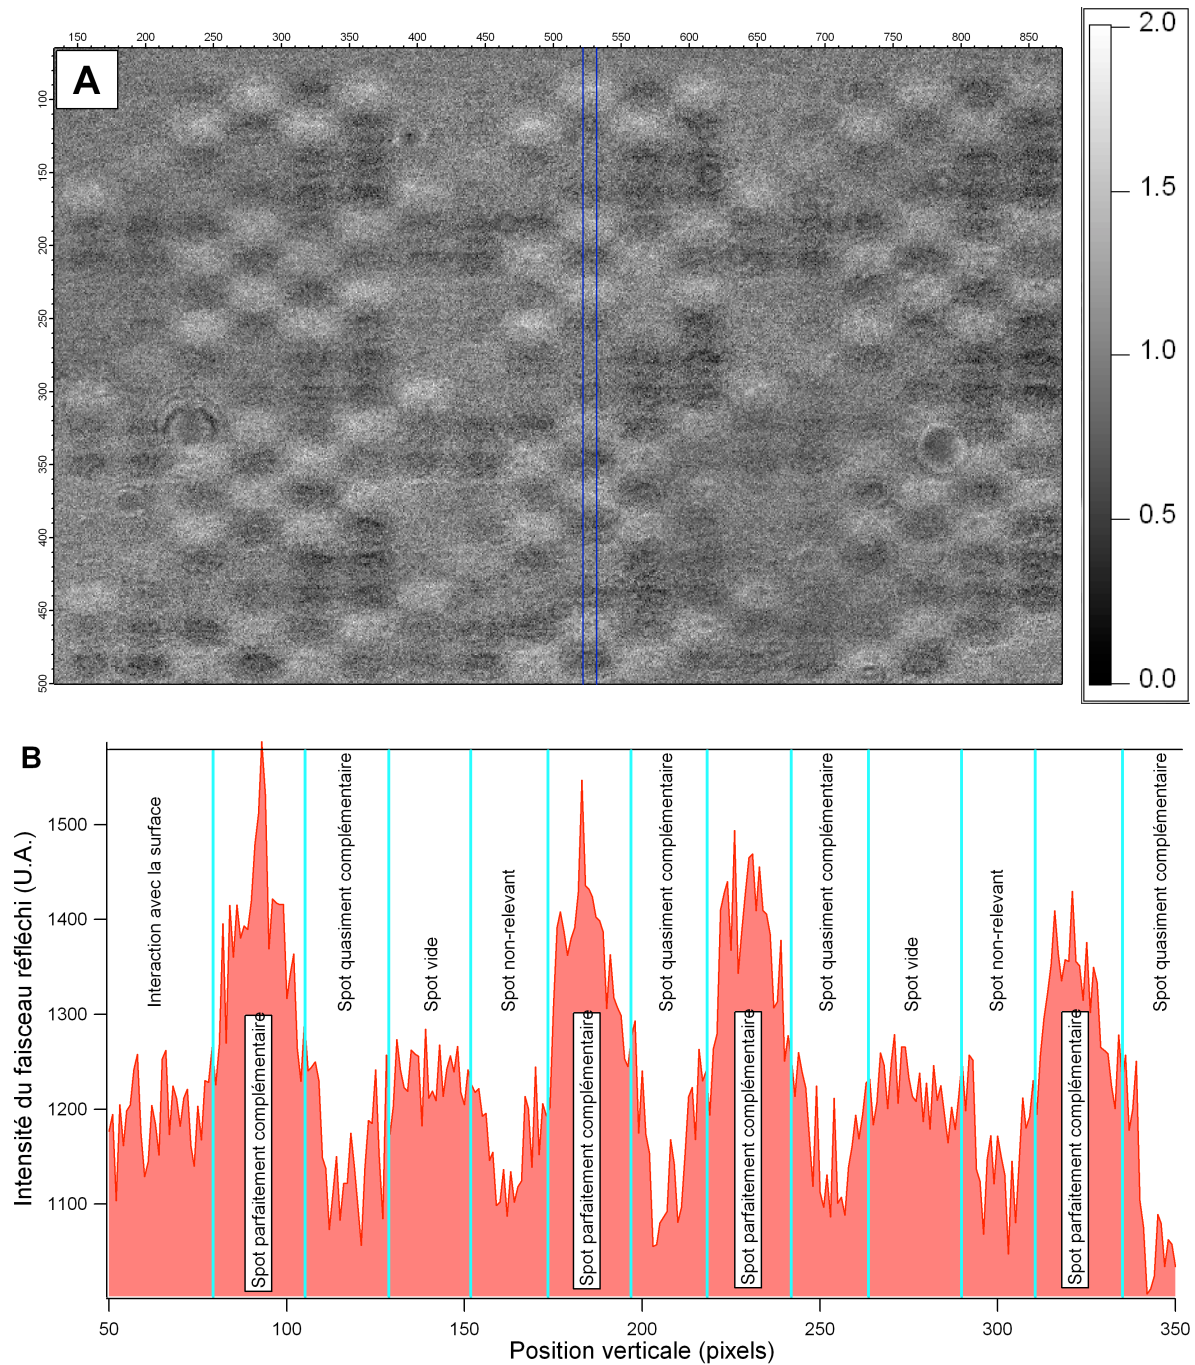 150 200 250 300 350 400 450 500 550 600 650 700 750 800 850
A
100
150
200
250
300
350
400
450
500
2.0
1.5
1.0
0.5
0.0
B
Intensité du faisceau réfléchi (U.A.)
1500
1400
1300
1200
1100
Interaction avec la surface
Spot parfaitement complémentaire
Spot quasiment complémentaire
Spot vide
Spot non-relevant
Spot parfaitement complémentaire
Spot quasiment complémentaire
Spot parfaitement complémentaire
Spot quasiment complémentaire
Spot vide
Spot non-relevant
Spot parfaitement complémentaire
Spot quasiment complémentaire
50 100 150 200 250 300 350
Position verticale (pixels)